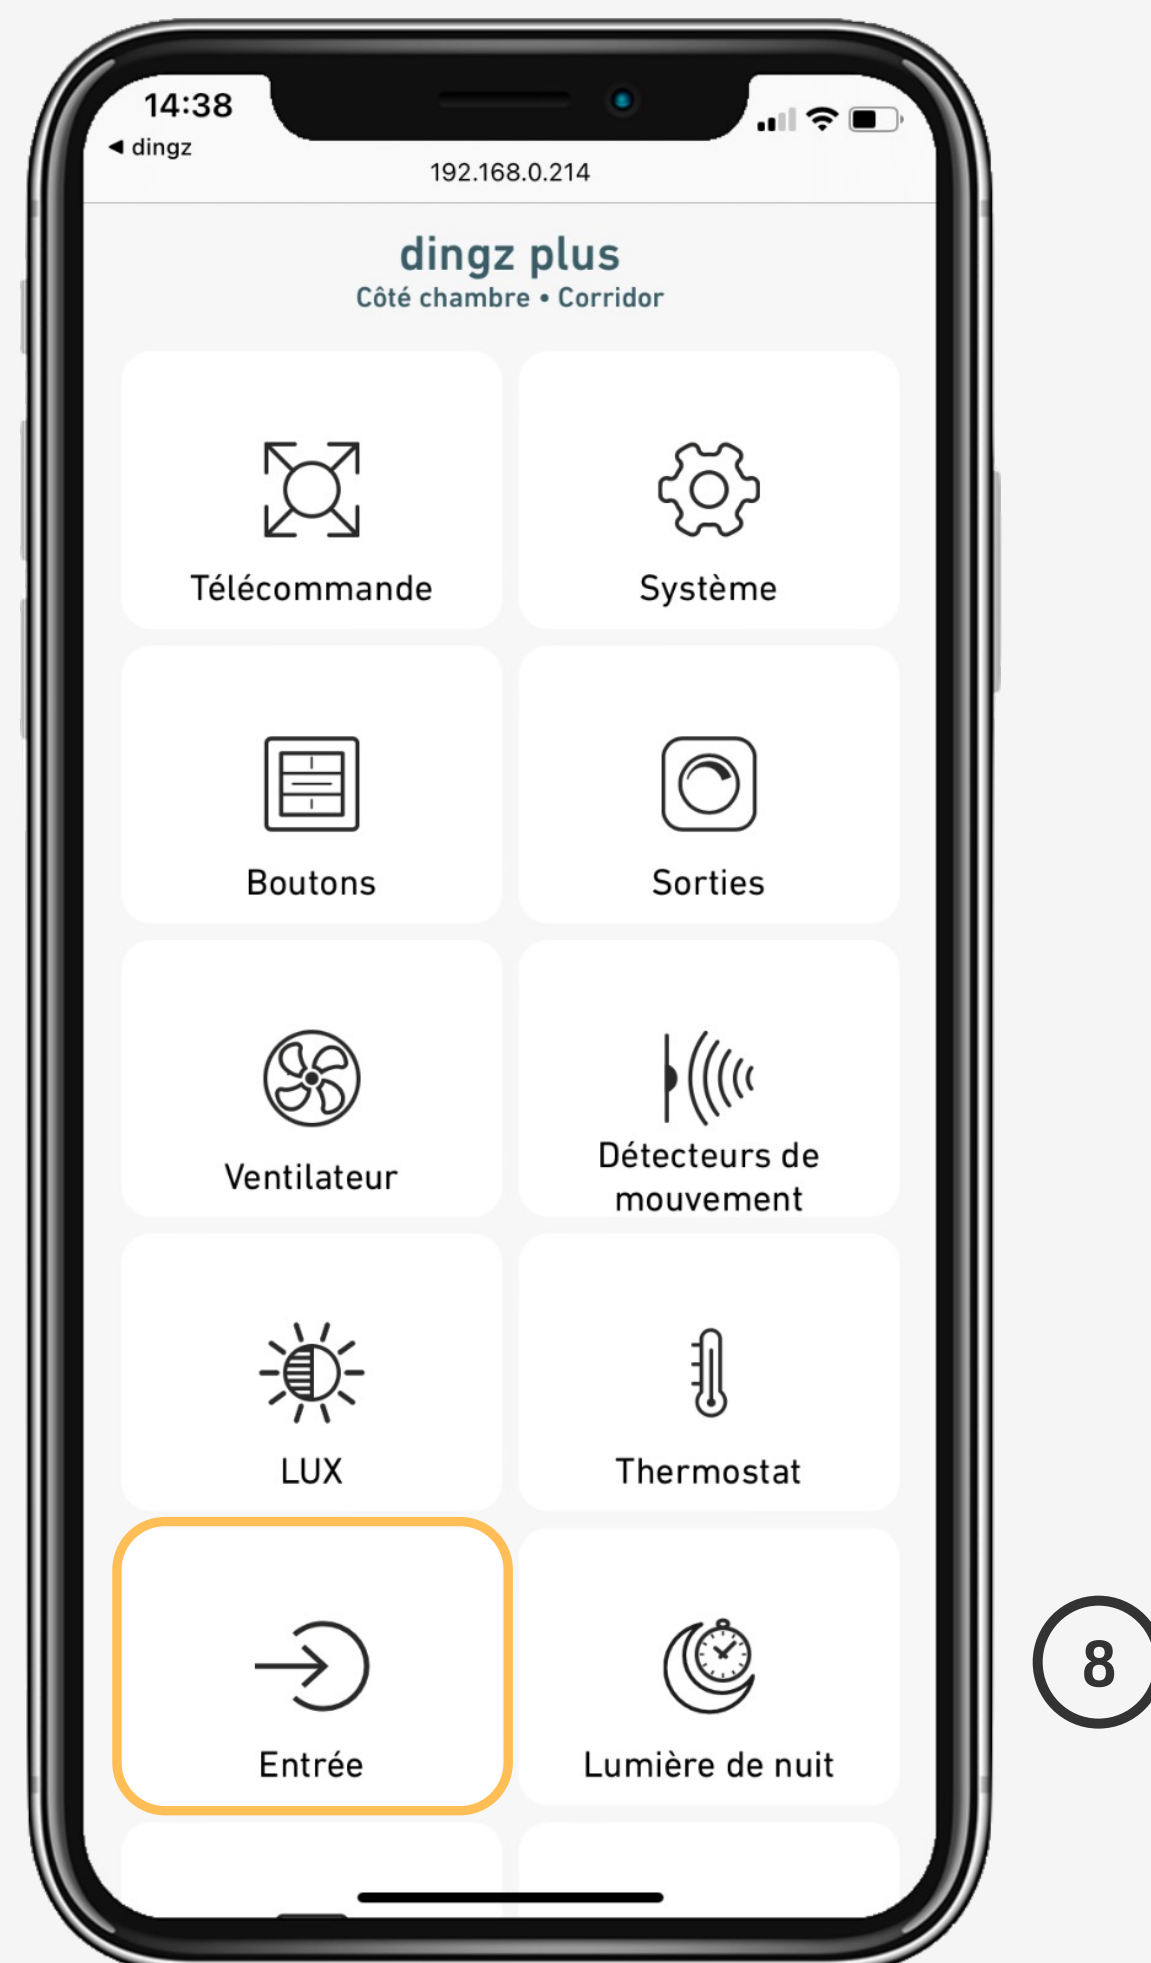 14:38
dingz
192.168.0.214
dingz plus
Côté chambre • Corridor
Télécommande
Système
Boutons
Sorties
Ventilateur
Détecteurs de
mouvement
LUX
Thermostat
Entrée
Lumière de nuit
8